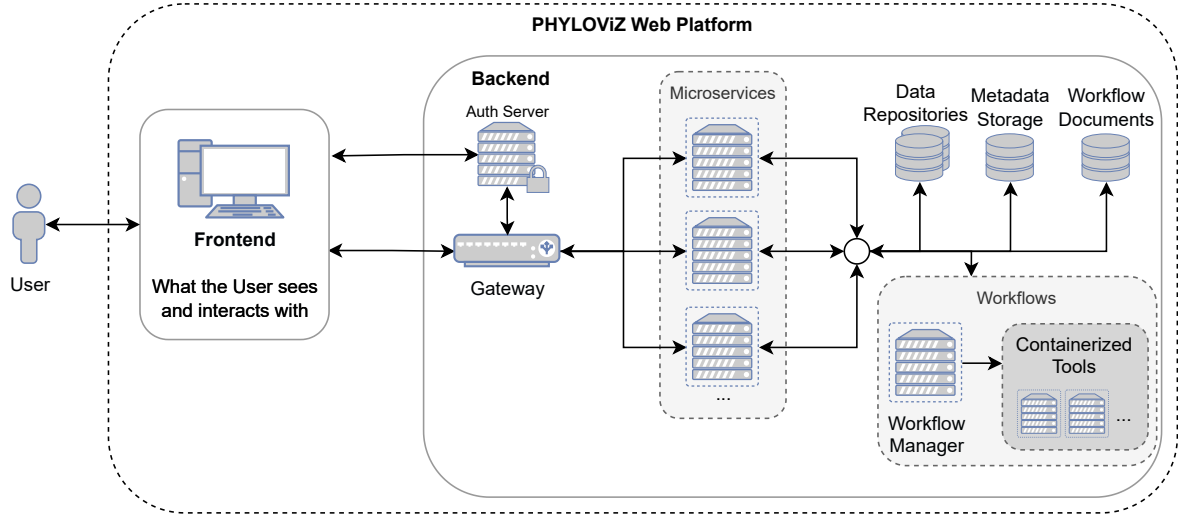 PHYLOViZ Web Platform
Backend
Auth Server
Microservices
Data
Repositories
Metadata
Storage
Workflow
Documents
Frontend
What the User sees
and interacts with
User
Gateway
...
Workflows
Workflow
Manager
Containerized
Tools
...